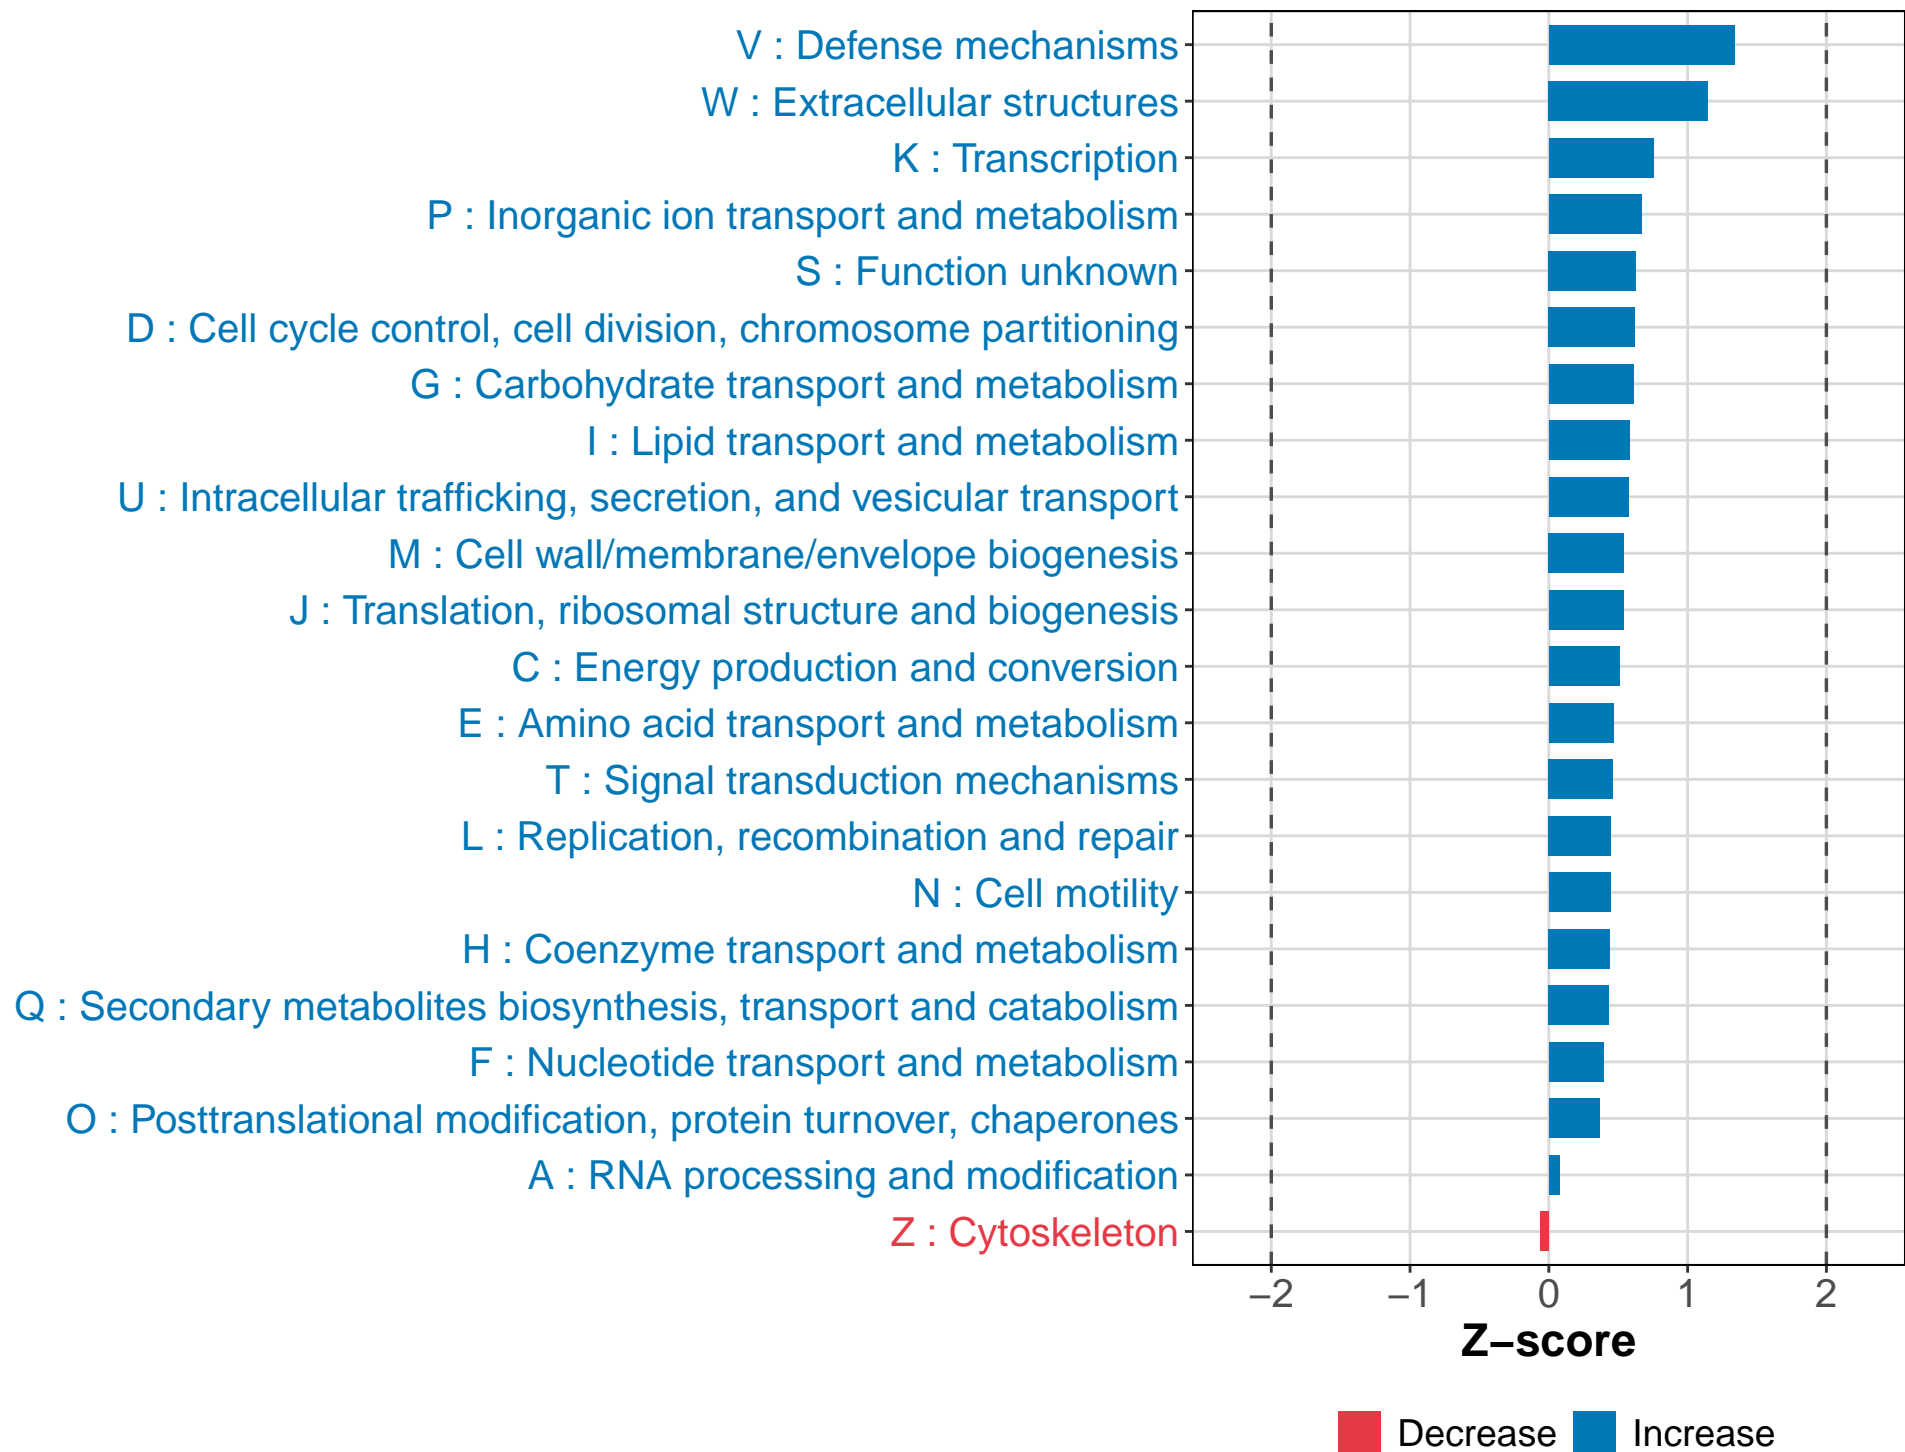 V : Defense mechanisms
W : Extracellular structures
K : Transcription
P : Inorganic ion transport and metabolism
S : Function unknown
D : Cell cycle control, cell division, chromosome partitioning
G : Carbohydrate transport and metabolism
I : Lipid transport and metabolism
U : Intracellular trafficking, secretion, and vesicular transport
M : Cell wall/membrane/envelope biogenesis
J : Translation, ribosomal structure and biogenesis
C : Energy production and conversion
E : Amino acid transport and metabolism
T : Signal transduction mechanisms
L : Replication, recombination and repair
N : Cell motility
H : Coenzyme transport and metabolism
Q : Secondary metabolites biosynthesis, transport and catabolism
F : Nucleotide transport and metabolism
O : Posttranslational modification, protein turnover, chaperones
A : RNA processing and modification
Z : Cytoskeleton
−2 −1 0 1 2
Z−score
Decrease Increase